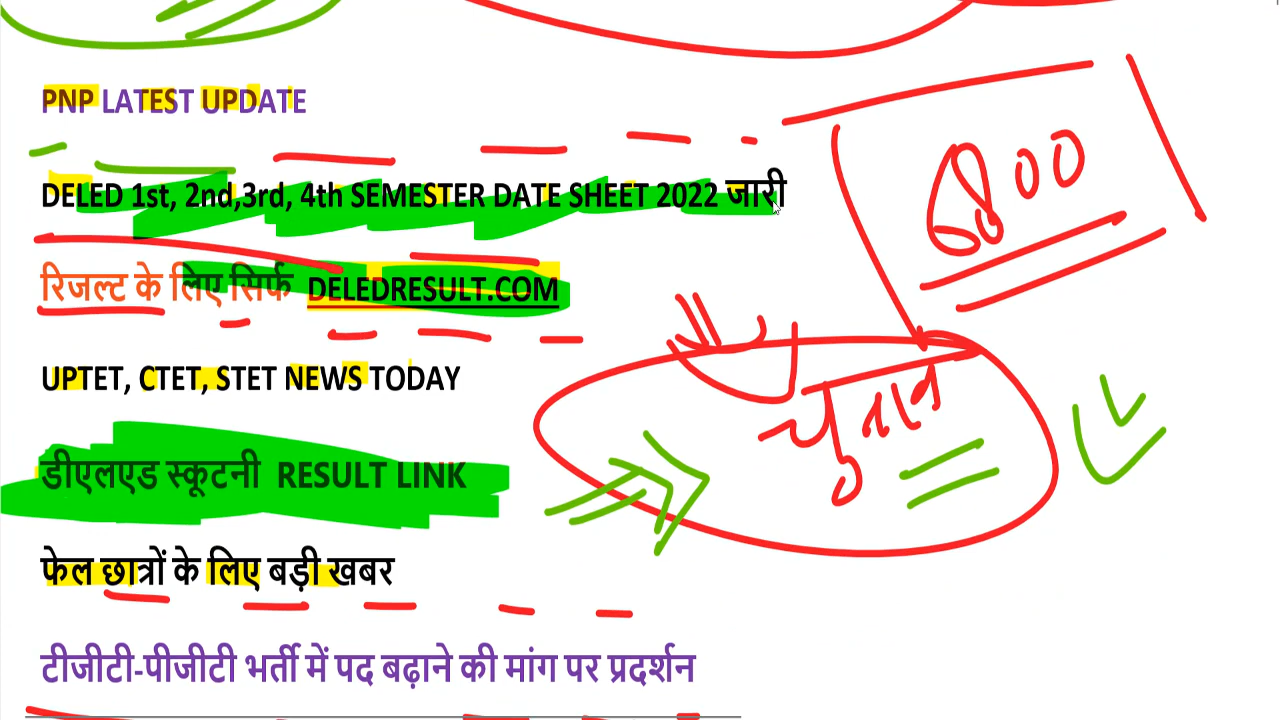 PNP LATEST UPDATE
DELED 1st, 2nd,3rd, 4th SEMESTER DATE SHEET 2022 जारी
रिजल्ट के लिए सिर्फ DELEDRESULT.COM
UPTET, CTET, STET NEWS TODAY
डीएलएड स्कूटनी RESULT LINK
फेल छात्रों के लिए बड़ी खबर
टीजीटी-पीजीटी भर्ती में पद बढ़ाने की मांग पर प्रदर्शन
चुनाव